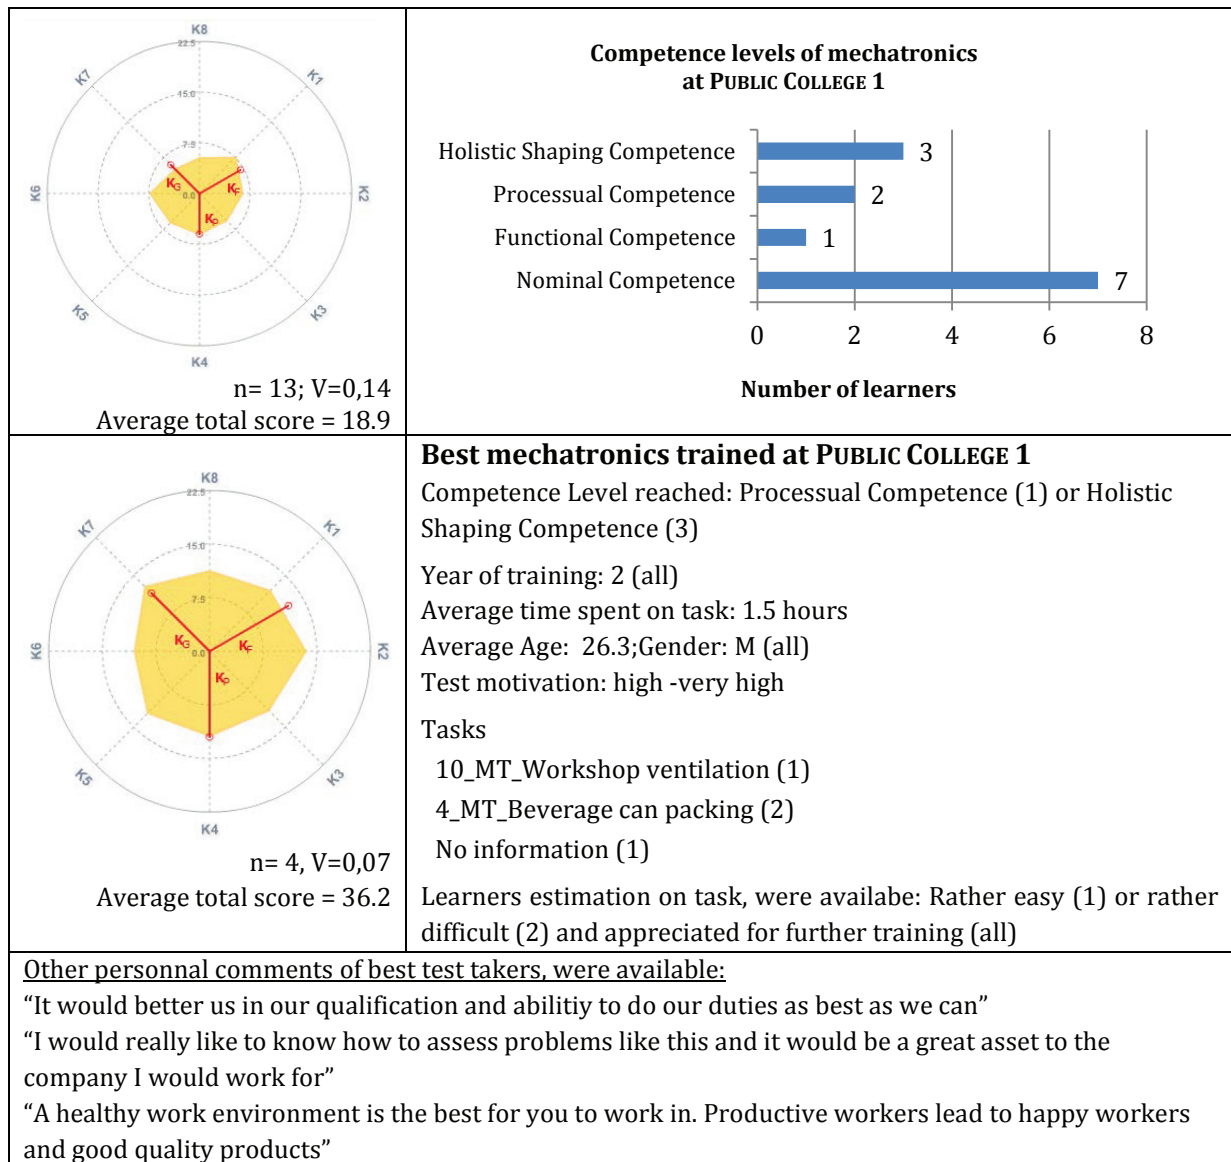 K8
22.5
K7
K1
15.0
7.5
K6
K2
0.0
KG
KF
KP
K5
K3
K4
n= 13; V=0,14
Average total score = 18.9
Competence levels of mechatronics
at PUBLIC COLLEGE 1
Holistic Shaping Competence
3
Processual Competence
2
Functional Competence
1
Nominal Competence
7
0 2 4 6 8
Number of learners
K8
22.5
K7
K1
15.0
7.5
K6
K2
0.0
KG
KF
KP
K5
K3
K4
n= 4, V=0,07
Average total score = 36.2
Best mechatronics trained at PUBLIC COLLEGE 1
Competence Level reached: Processual Competence (1) or Holistic
Shaping Competence (3)
Year of training: 2 (all)
Average time spent on task: 1.5 hours
Average Age: 26.3;Gender: M (all)
Test motivation: high -very high
Tasks
10_MT_Workshop ventilation (1)
4_MT_Beverage can packing (2)
No information (1)
Learners estimation on task, were availabe: Rather easy (1) or rather
difficult (2) and appreciated for further training (all)
Other personnal comments of best test takers, were available:
“It would better us in our qualification and abilitiy to do our duties as best as we can”
“I would really like to know how to assess problems like this and it would be a great asset to the
company I would work for”
“A healthy work environment is the best for you to work in. Productive workers lead to happy workers
and good quality products”